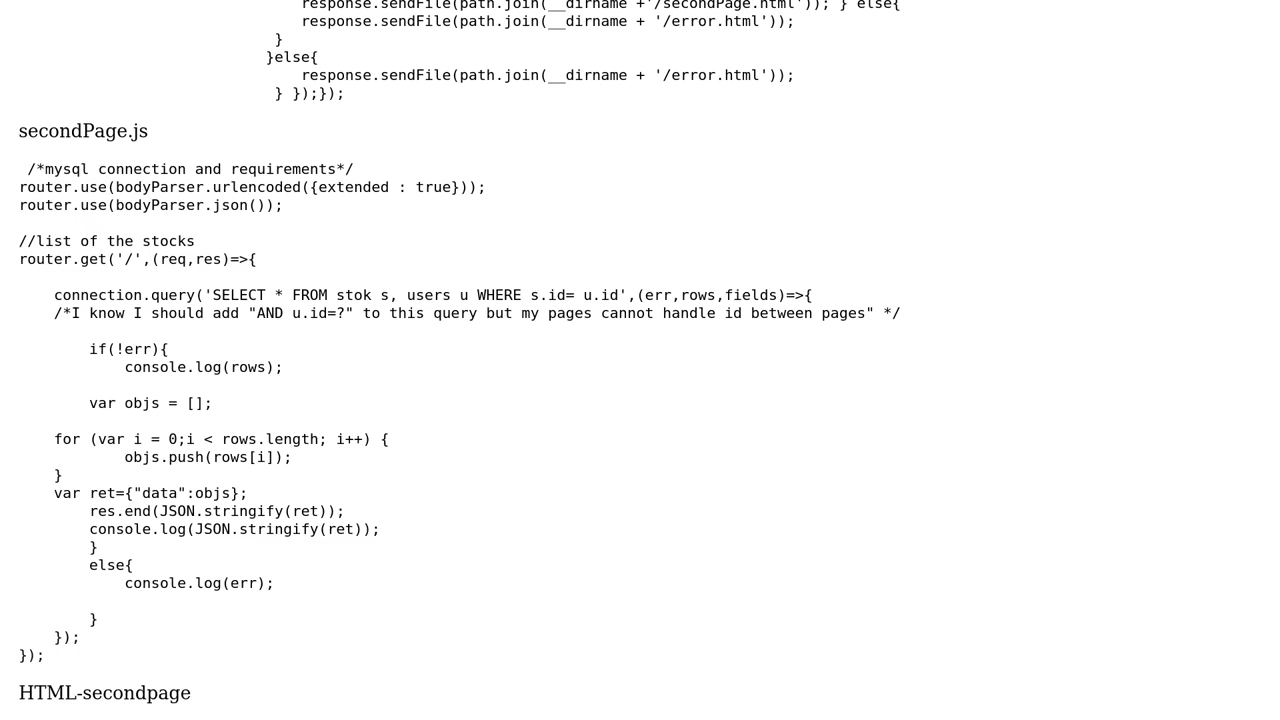 response.sendFile(path.join(__dirname +'/secondPage.html')); } else{
response.sendFile(path.join(__dirname + '/error.html'));
}
}else{
response.sendFile(path.join(__dirname + '/error.html'));
} });});
secondPage.js
/*mysql connection and requirements*/
router.use(bodyParser.urlencoded({extended : true}));
router.use(bodyParser.json());
//list of the stocks
router.get('/',(req,res)=>{
connection.query('SELECT * FROM stok s, users u WHERE s.id= u.id',(err,rows,fields)=>{
/*I know I should add "AND u.id=?" to this query but my pages cannot handle id between pages" */
if(!err){
console.log(rows);
var objs = [];
for (var i = 0;i < rows.length; i++) {
objs.push(rows[i]);
}
var ret={"data":objs};
res.end(JSON.stringify(ret));
console.log(JSON.stringify(ret));
}
else{
console.log(err);
}
});
});
HTML-secondpage